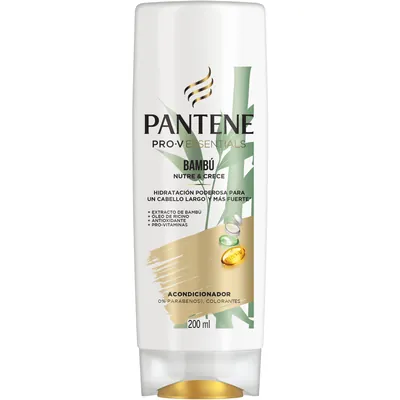 PANTENE
PRO-V ESSENTIALS
BAMBÚ
NUTRE & CRECE
HIDRATACIÓN PODEROSA PARA
UN CABELLO LARGO Y MÁS FUERTE*
+ EXTRACTO DE BAMBÚ
+ ÓLEO DE RICINO
+ ANTIOXIDANTE
+ PRO-VITAMINAS
ACONDICIONADOR
0% PARABENOS, COLORANTES
200 ml